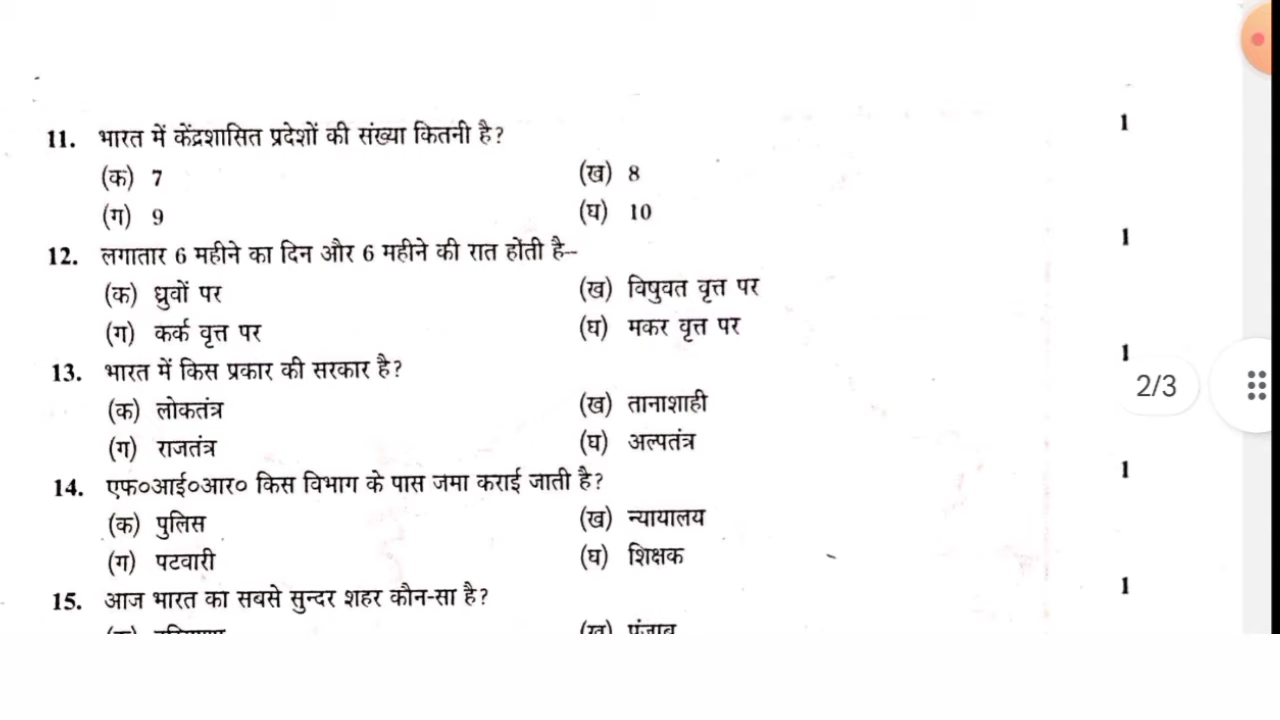 11. भारत में केंद्रशासित प्रदेशों की संख्या कितनी है? 1
(क) 7 (ख) 8
(ग) 9 (घ) 10
12. लगातार 6 महीने का दिन और 6 महीने की रात होती है– 1
(क) ध्रुवों पर (ख) विषुवत वृत्त पर
(ग) कर्क वृत्त पर (घ) मकर वृत्त पर
13. भारत में किस प्रकार की सरकार है? 1
2/3
(क) लोकतंत्र (ख) तानाशाही
(ग) राजतंत्र (घ) अल्पतंत्र
14. एफ०आई०आर० किस विभाग के पास जमा कराई जाती है? 1
(क) पुलिस (ख) न्यायालय
(ग) पटवारी (घ) शिक्षक
15. आज भारत का सबसे सुन्दर शहर कौन-सा है? 1
(ख) पंजाब